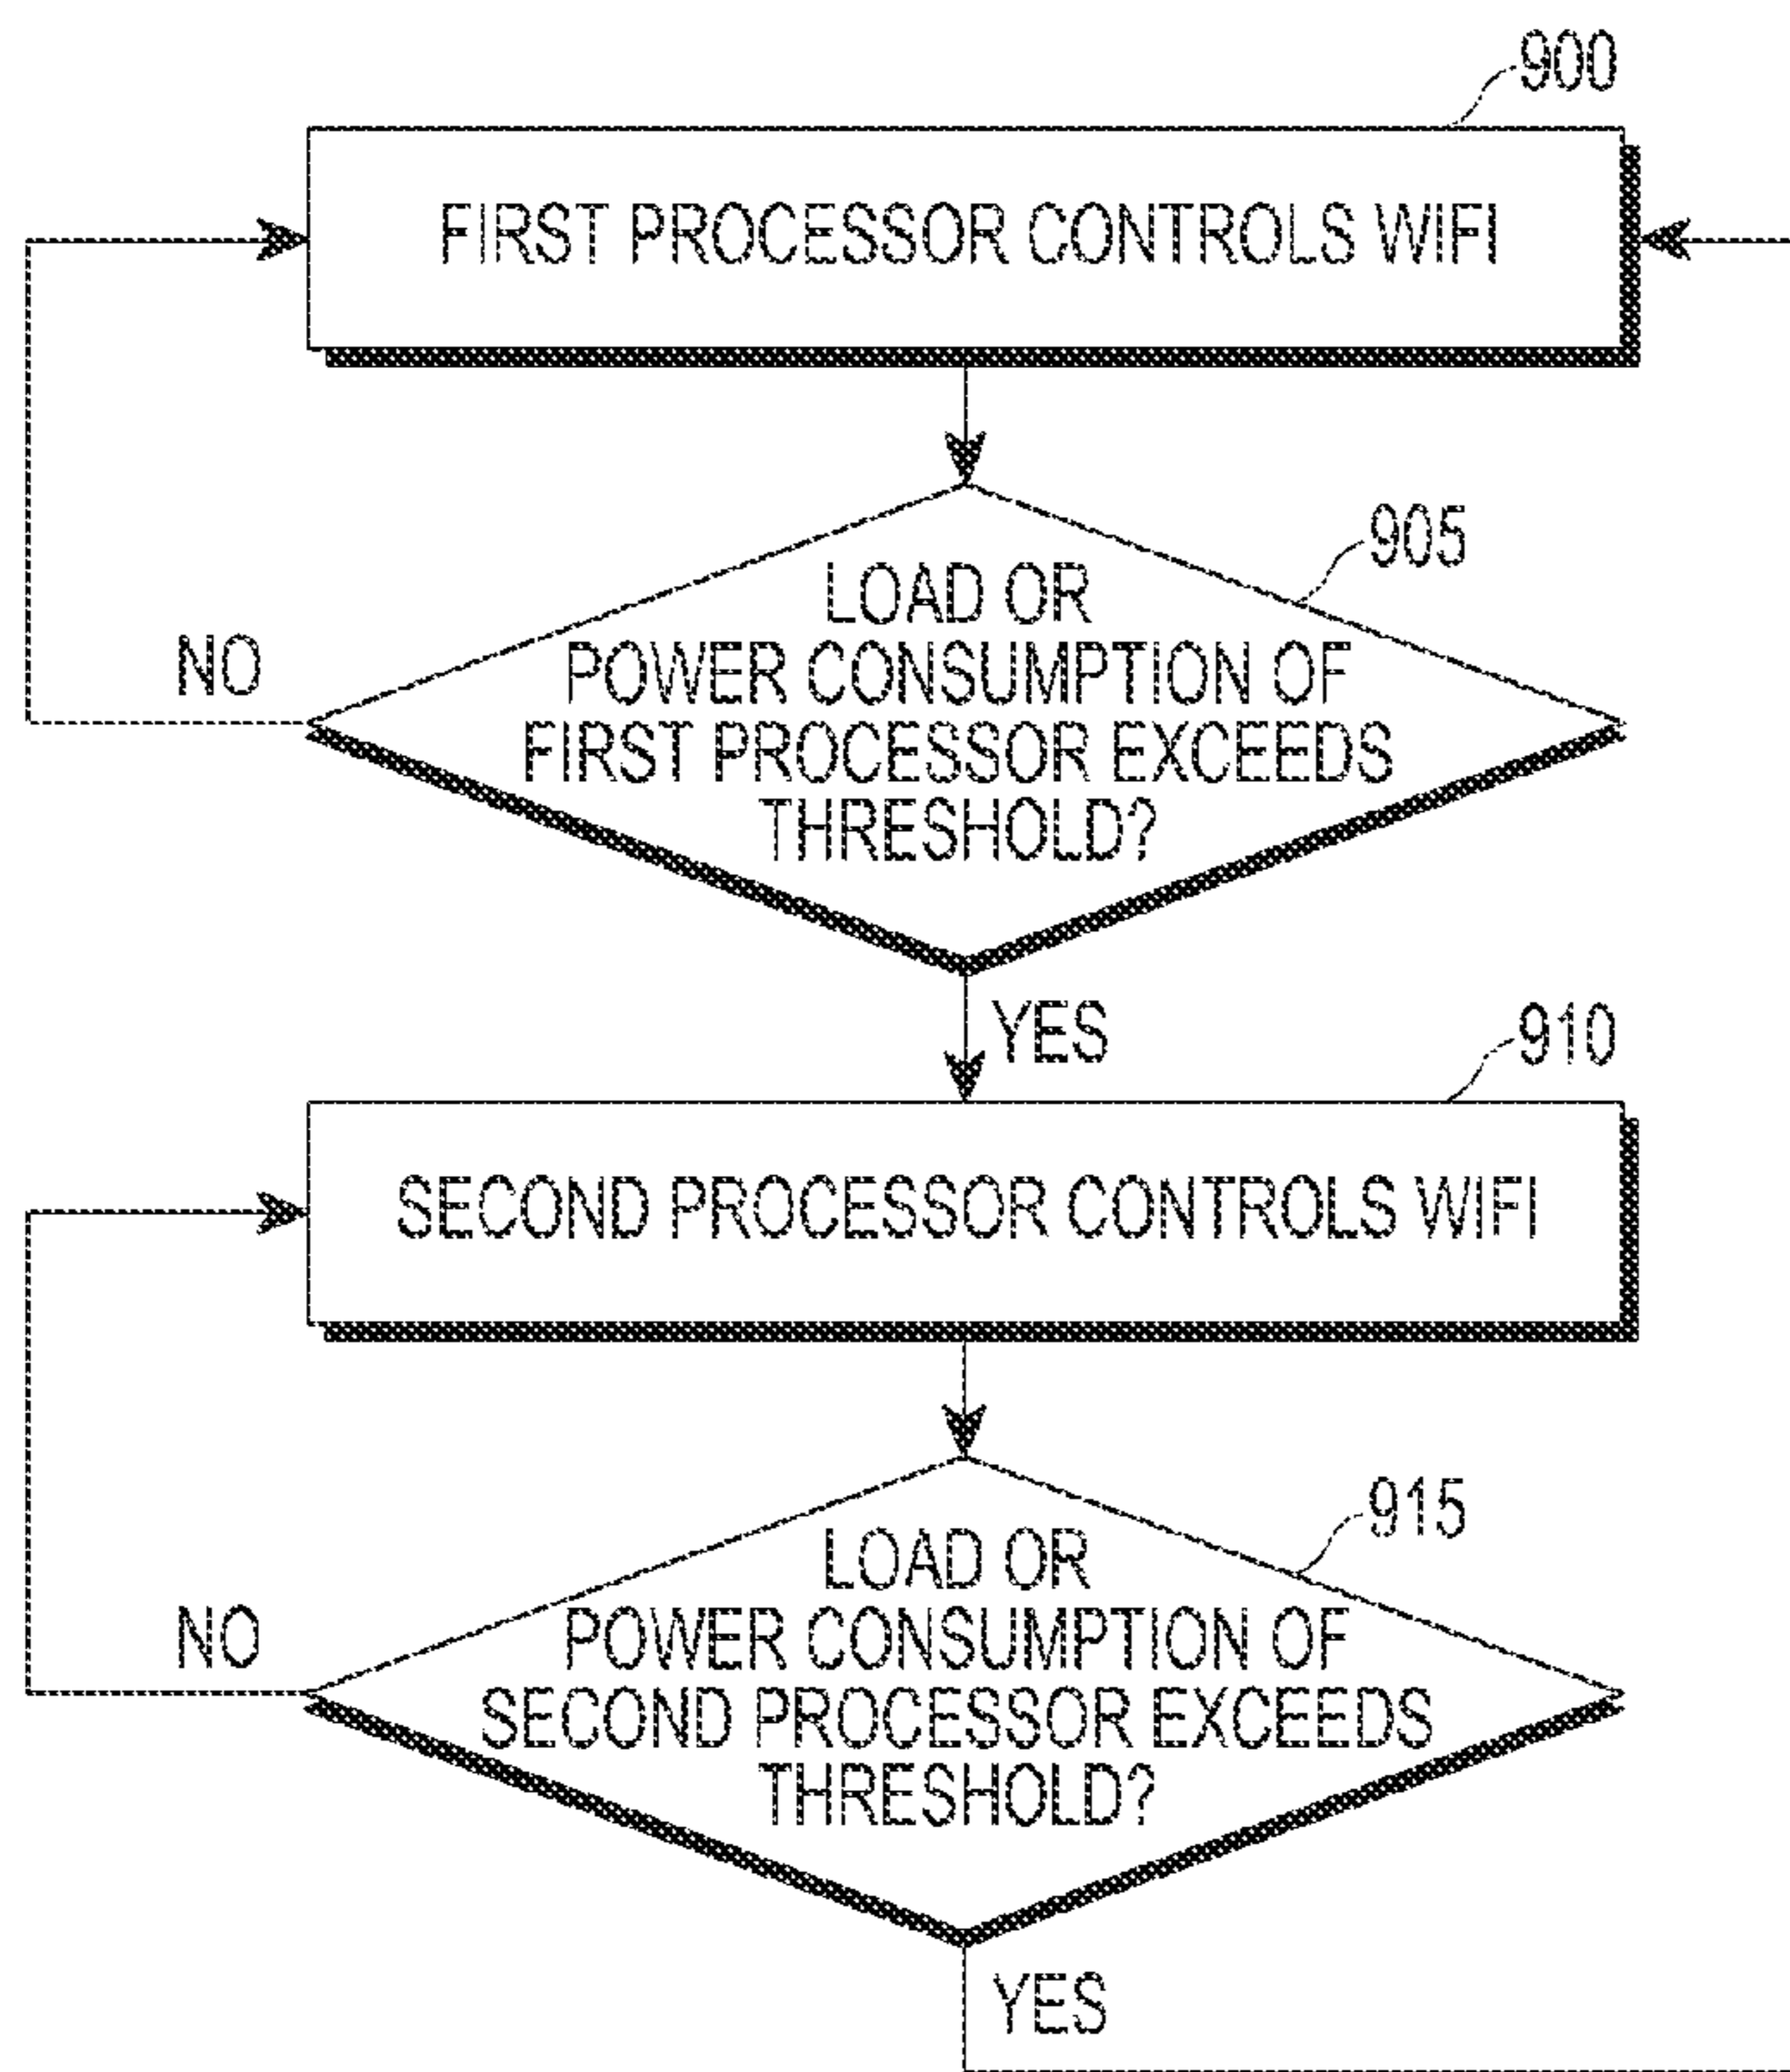 900
FIRST PROCESSOR CONTROLS WIFI
905
LOAD OR
POWER CONSUMPTION OF
FIRST PROCESSOR EXCEEDS
THRESHOLD?
NO
YES
910
SECOND PROCESSOR CONTROLS WIFI
915
LOAD OR
POWER CONSUMPTION OF
SECOND PROCESSOR EXCEEDS
THRESHOLD?
NO
YES